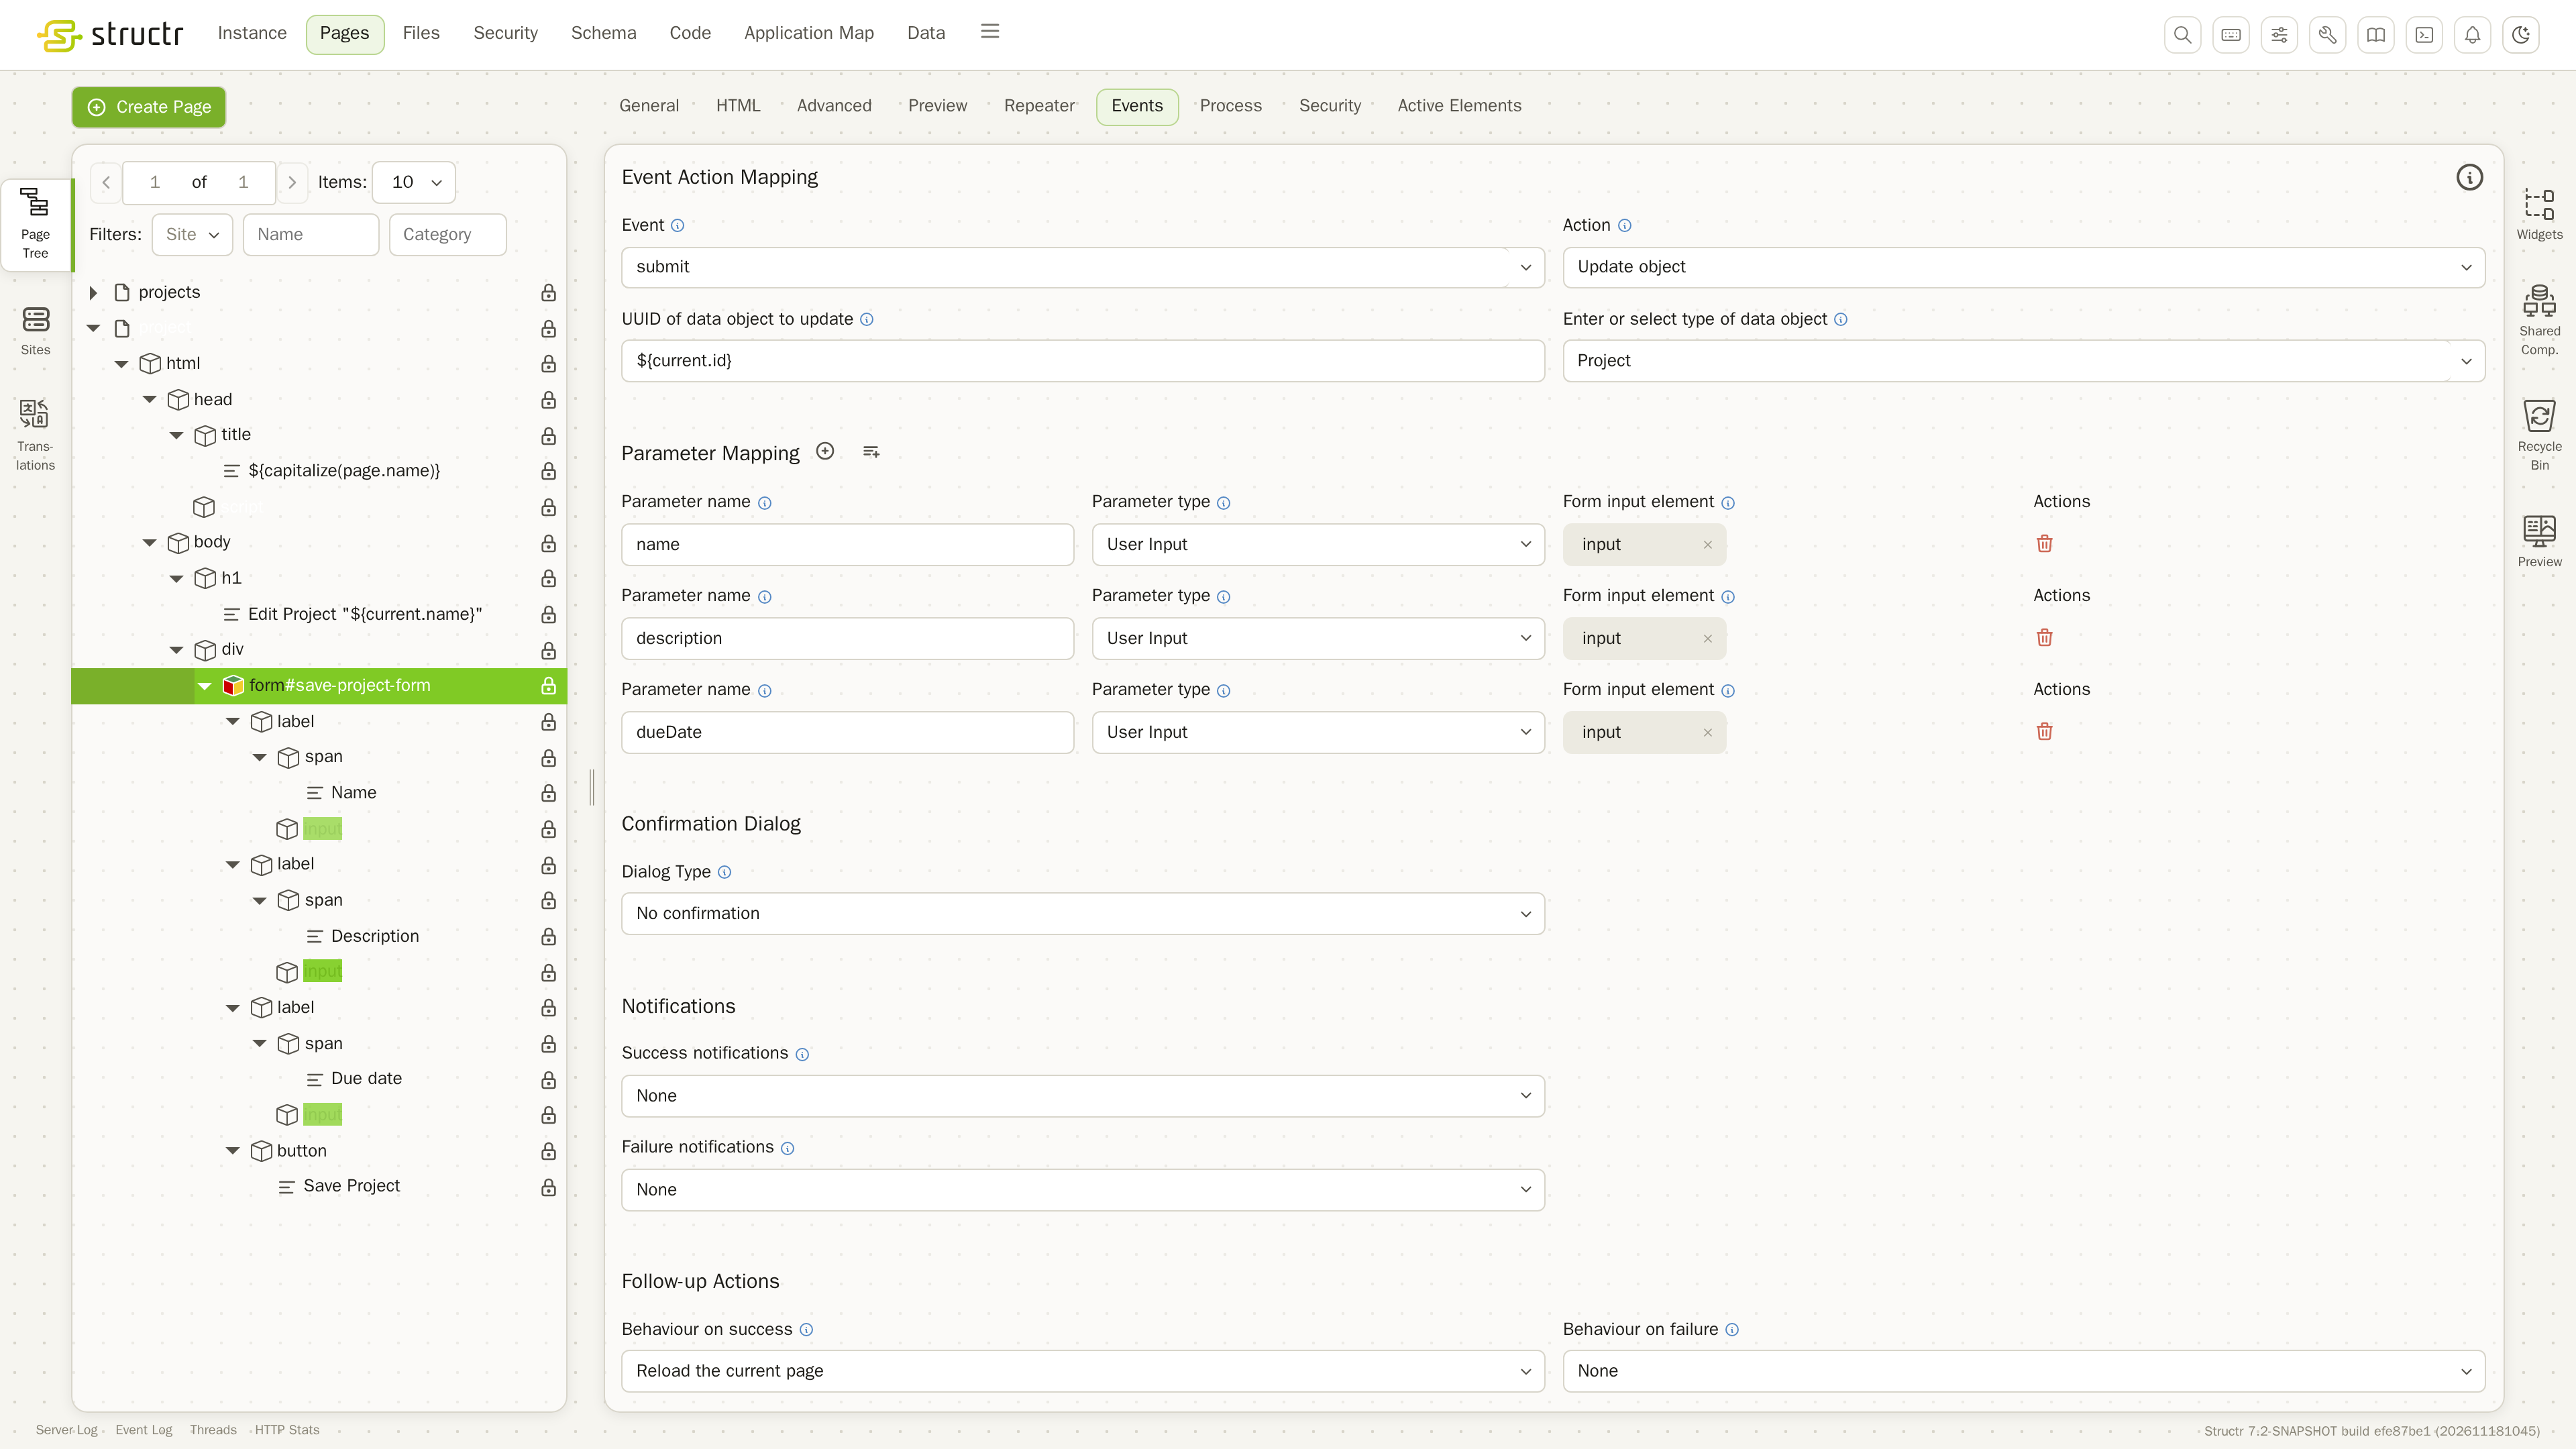 structr Instance Pages Files Security Schema Code Application Map Data
Create Page
General HTML Advanced Preview Repeater Events Process Security Active Elements
Page
Tree
Sites
Trans-
lations
1 of 1 Items: 10
Filters: Site Name Category
projects
html
head
title
${capitalize(page.name)}
body
h1
Edit Project "${current.name}"
div
form#save-project-form
label
span
Name
input
label
span
Description
input
label
span
Due date
input
button
Save Project
Event Action Mapping
Event Action
submit Update object
UUID of data object to update Enter or select type of data object
${current.id} Project
Parameter Mapping
Parameter name Parameter type Form input element Actions
name User Input input ×
Parameter name Parameter type Form input element Actions
description User Input input ×
Parameter name Parameter type Form input element Actions
dueDate User Input input ×
Confirmation Dialog
Dialog Type
No confirmation
Notifications
Success notifications
None
Failure notifications
None
Follow-up Actions
Behaviour on success Behaviour on failure
Reload the current page None
Widgets
Shared
Comp.
Recycle
Bin
Preview
Server Log Event Log Threads HTTP Stats
Structr 7.2-SNAPSHOT build efe87be1 (202611181045)